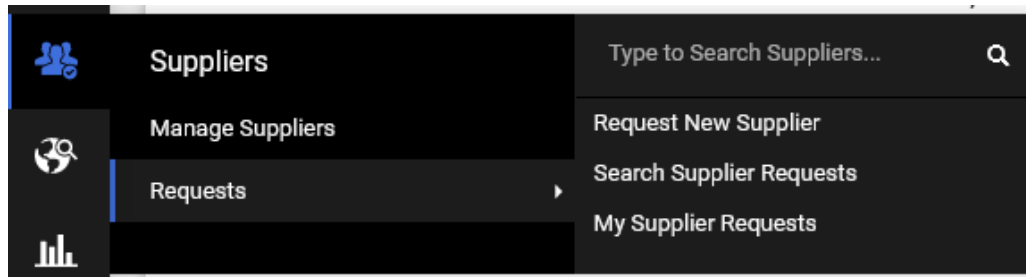 Suppliers
Manage Suppliers
Requests
Type to Search Suppliers...
Request New Supplier
Search Supplier Requests
My Supplier Requests